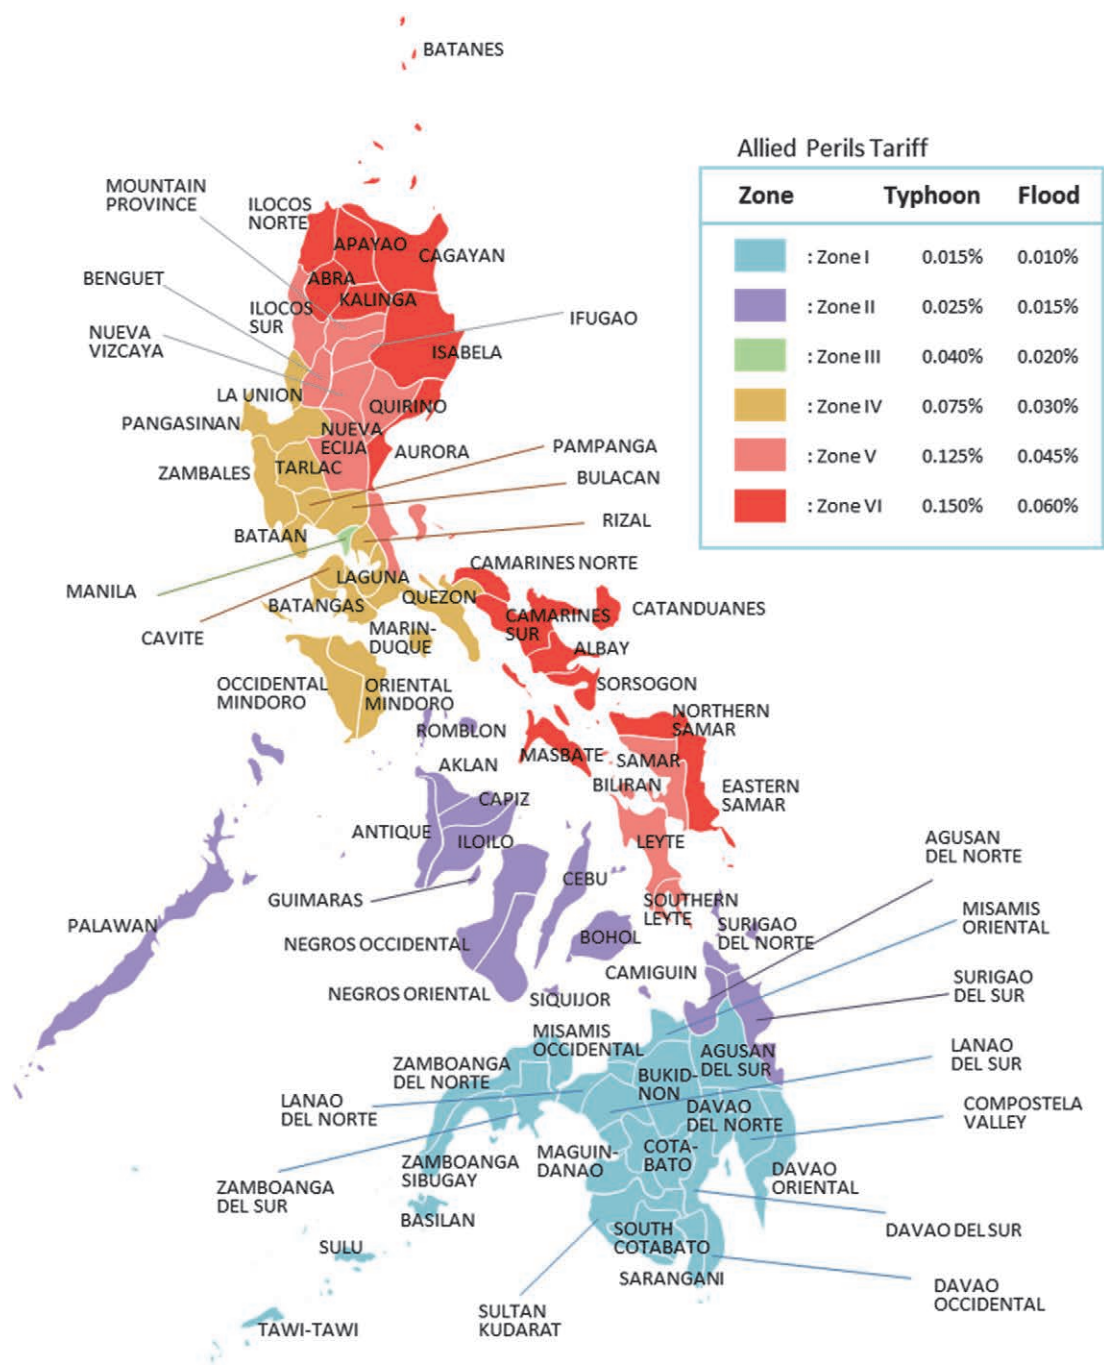 BATANES
Allied Perils Tariff
Zone Typhoon Flood
: Zone I 0.015% 0.010%
: Zone II 0.025% 0.015%
: Zone III 0.040% 0.020%
: Zone IV 0.075% 0.030%
: Zone V 0.125% 0.045%
: Zone VI 0.150% 0.060%
MOUNTAIN
PROVINCE
ILOCOS
NORTE
APAYAO
CAGAYAN
BENGUET
ABRA
KALINGA
ILOCOS
SUR
IFUGAO
NUEVA
VIZCAYA
ISABELA
LA UNION
QUIRINO
PANGASINAN
NUEVA
ECIJA
AURORA
PAMPANGA
ZAMBALES
TARLAC
BULACAN
RIZAL
BATAAN
CAMARINES NORTE
MANILA
LAGUNA
QUEZON
BATANGAS
CAMARINES
SUR
CATANDUANES
CAVITE
MARIN-
DUQUE
ALBAY
OCCIDENTAL
MINDORO
ORIENTAL
MINDORO
SORSOGON
NORTHERN
SAMAR
ROMBLON
MASBATE
SAMAR
AKLAN
BILIRAN
EASTERN
SAMAR
CAPIZ
ANTIQUE
ILOILO
LEYTE
AGUSAN
DEL NORTE
GUIMARAS
CEBU
SOUTHERN
LEYTE
PALAWAN
SURIGAO
DEL NORTE
MISAMIS
ORIENTAL
NEGROS OCCIDENTAL
BOHOL
CAMIGUIN
SURIGAO
DEL SUR
NEGROS ORIENTAL
SIQUIJOR
MISAMIS
OCCIDENTAL
LANAO
DEL SUR
ZAMBOANGA
DEL NORTE
AGUSAN
DEL SUR
BUKID-
NON
LANAO
DEL NORTE
DAVAO
DEL NORTE
COMPOSTELA
VALLEY
MAGUIN-
DANAO
COTA-
BATO
ZAMBOANGA
SIBUGAY
DAVAO
ORIENTAL
ZAMBOANGA
DEL SUR
BASILAN
DAVAO DEL SUR
SOUTH
COTABATO
SULU
SARANGANI
DAVAO
OCCIDENTAL
SULTAN
KUDARAT
TAWI-TAWI